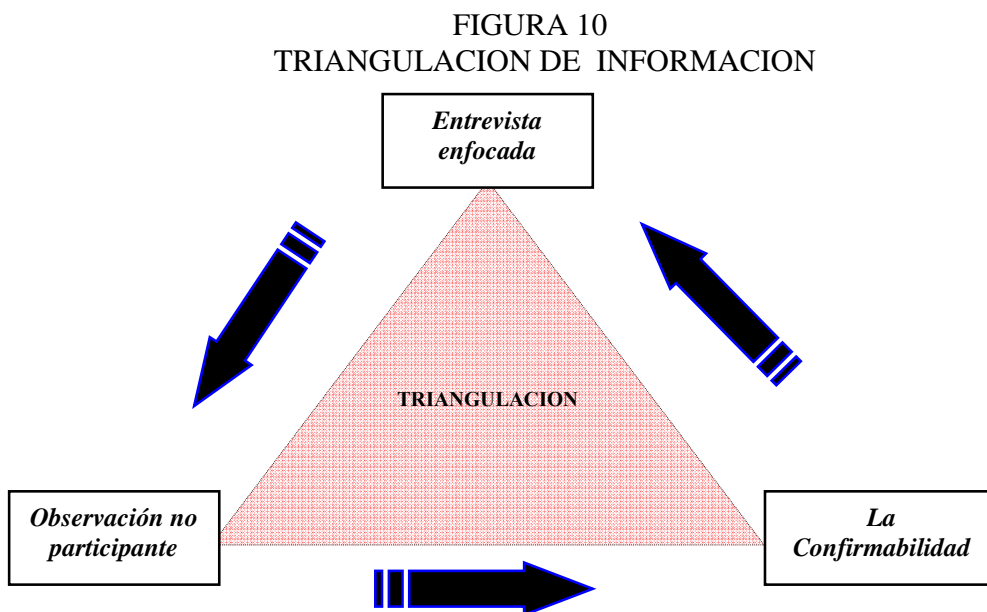 FIGURA 10
TRIANGULACION DE INFORMACION
Entrevista
enfocada
TRIANGULACION
Observación no
participante
La
Confirmabilidad